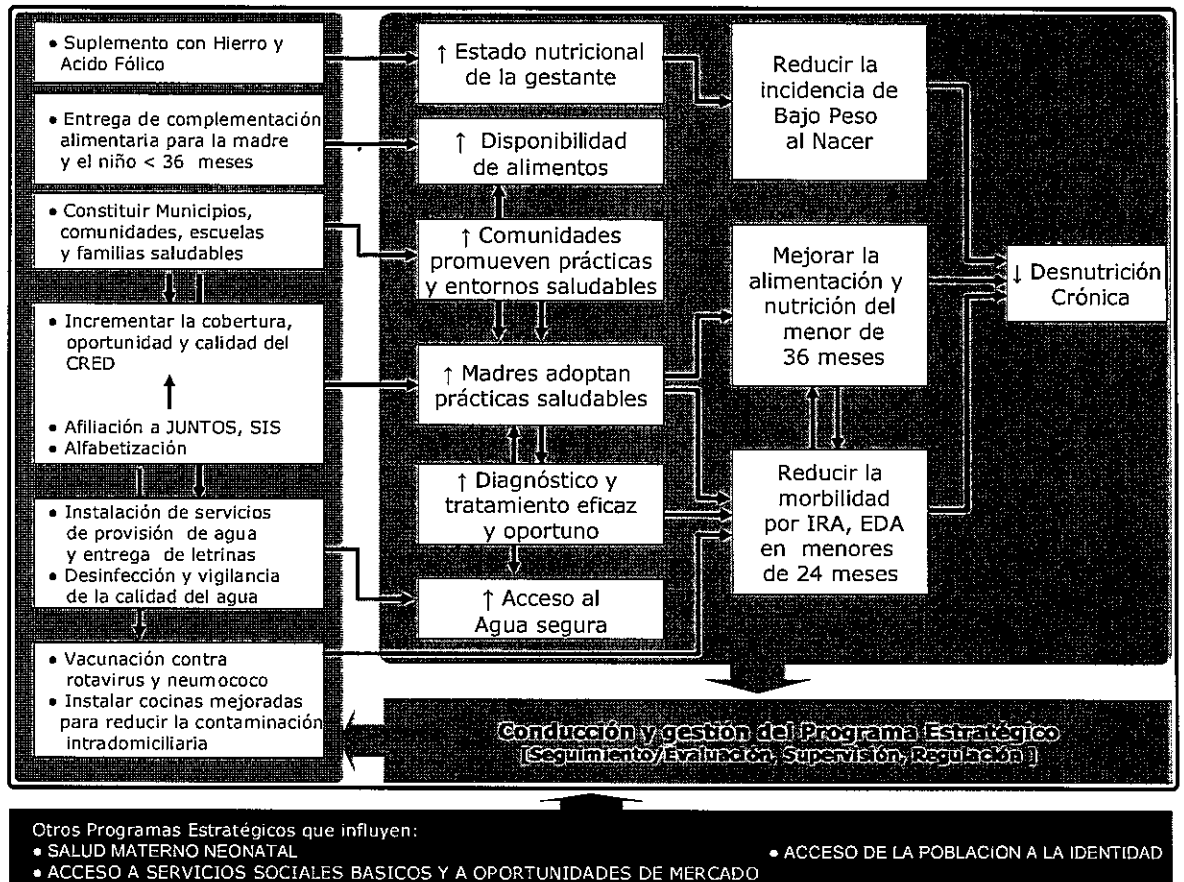 • Suplemento con Hierro y
Acido Fólico
• Entrega de complementación
alimentaria para la madre
y el niño < 36 meses
• Constituir Municipios,
comunidades, escuelas
y familias saludables
• Incrementar la cobertura,
oportunidad y calidad del
CRED
• Afiliación a JUNTOS, SIS
• Alfabetización
• Instalación de servicios
de provisión de agua
y entrega de letrinas
• Desinfección y vigilancia
de la calidad del agua
• Vacunación contra
rotavirus y neumococo
• Instalar cocinas mejoradas
para reducir la contaminación
intradomiciliaria
↑ Estado nutricional
de la gestante
↑ Disponibilidad
de alimentos
↑ Comunidades
promueven prácticas
y entornos saludables
↑ Madres adoptan
prácticas saludables
↑ Diagnóstico y
tratamiento eficaz
y oportuno
↑ Acceso al
Agua segura
Reducir la
incidencia de
Bajo Peso
al Nacer
Mejorar la
alimentación y
nutrición del
menor de
36 meses
Reducir la
morbilidad
por IRA, EDA
en menores
de 24 meses
↓ Desnutrición
Crónica
Conducción y gestión del Programa Estratégico
[Seguimiento/Evaluación, Supervisión, Regulación ]
Otros Programas Estratégicos que influyen:
• SALUD MATERNO NEONATAL
• ACCESO DE LA POBLACION A LA IDENTIDAD
• ACCESO A SERVICIOS SOCIALES BASICOS Y A OPORTUNIDADES DE MERCADO